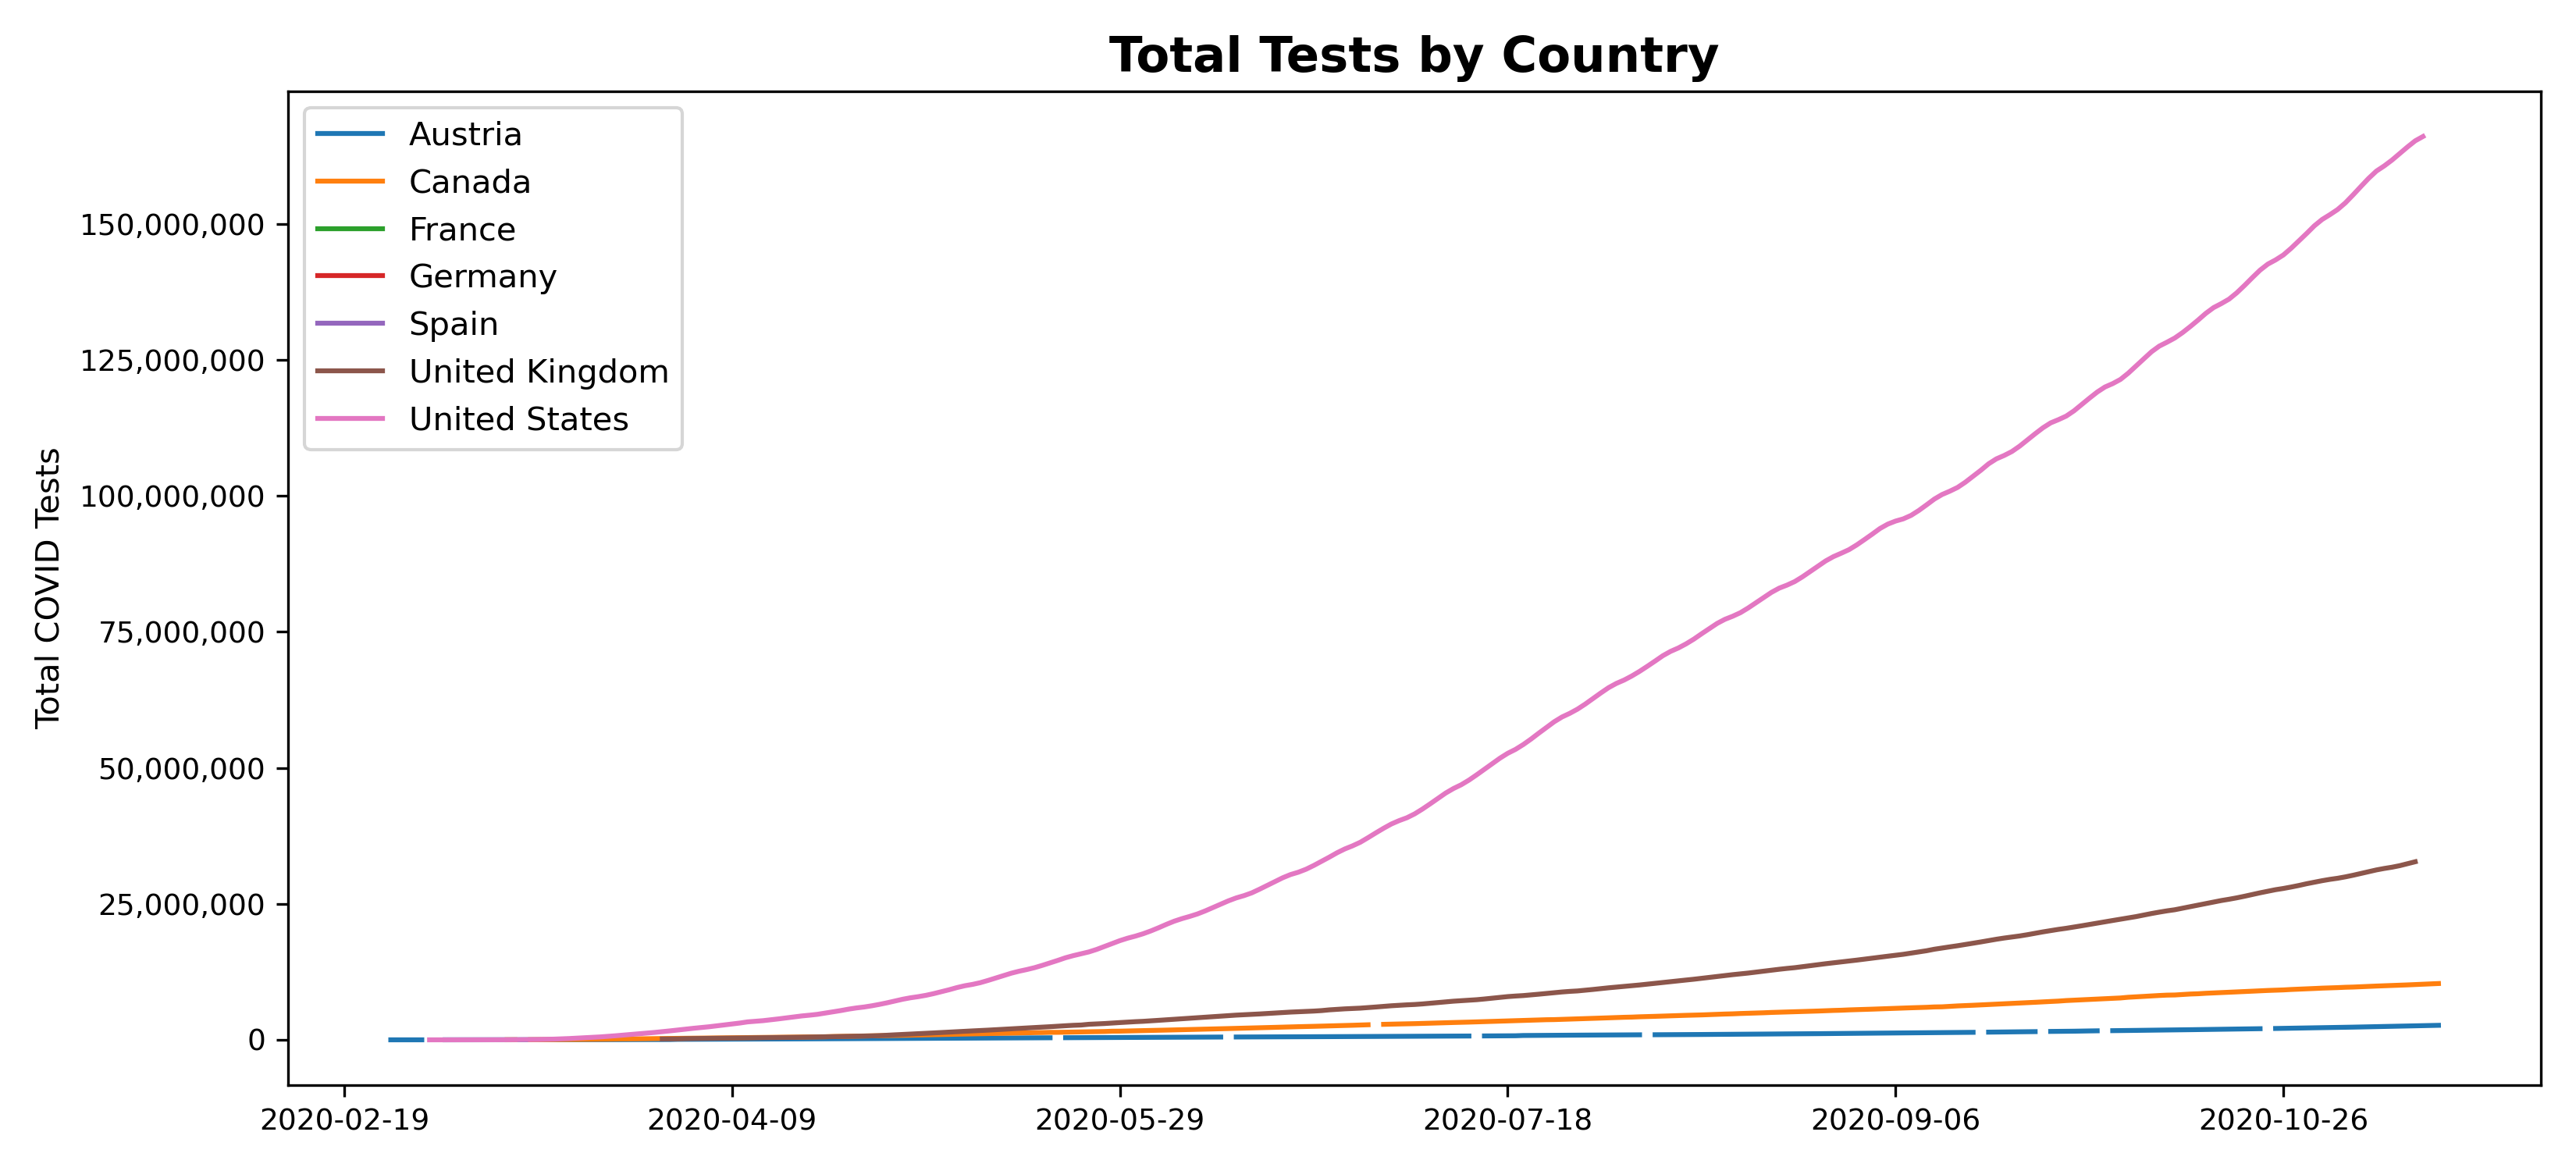 Total Tests by Country
Austria
Canada
France
Germany
Spain
United Kingdom
United States
Total COVID Tests
150,000,000
125,000,000
100,000,000
75,000,000
50,000,000
25,000,000
0
2020-02-19
2020-04-09
2020-05-29
2020-07-18
2020-09-06
2020-10-26